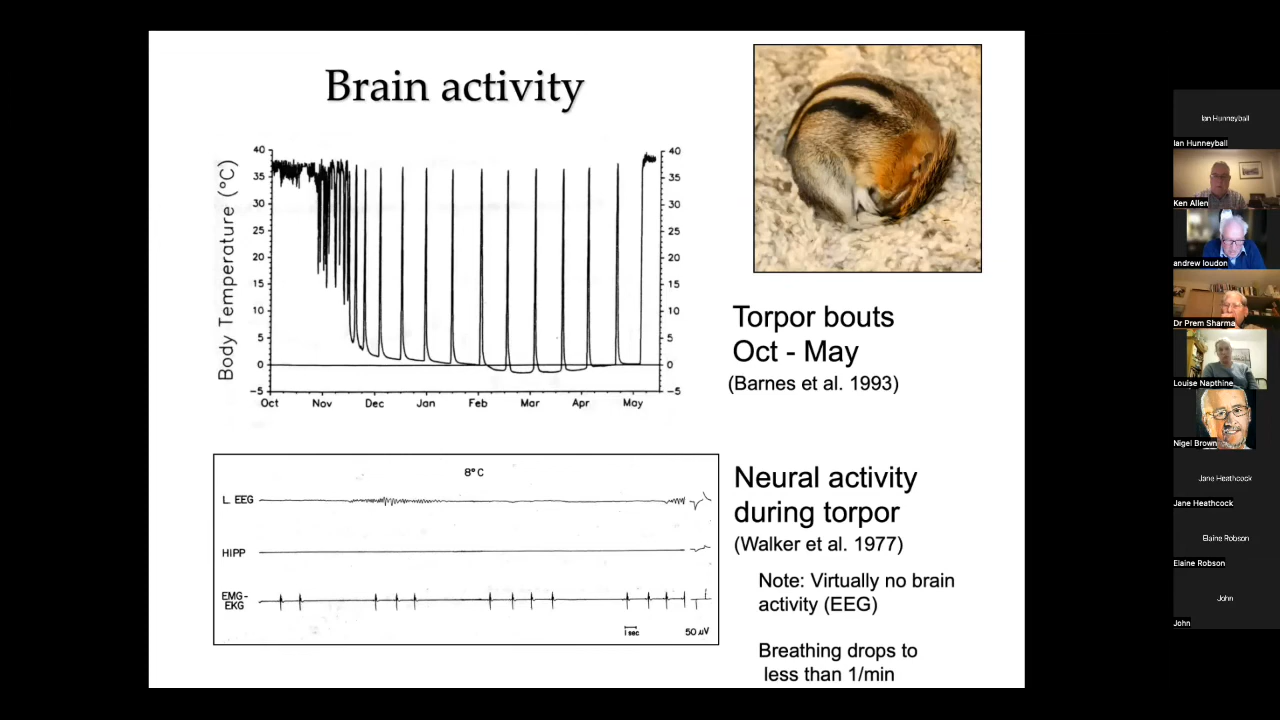 Brain activity
Body Temperature (°C)
40
35
30
25
20
15
10
5
0
-5
40
35
30
25
20
15
10
5
0
-5
Oct Nov Dec Jan Feb Mar Apr May
Torpor bouts
Oct - May
(Barnes et al. 1993)
8°C
L. EEG
HIPP
EMG-
EKG
1 sec
50 µV
Neural activity
during torpor
(Walker et al. 1977)
Note: Virtually no brain
activity (EEG)
Breathing drops to
less than 1/min
Ian Hunneyball
Ian Hunneyball
Ken Allen
andrew loudon
Dr Prem Sharma
Louise Napthine
Nigel Brown
Jane Heathcock
Jane Heathcock
Elaine Robson
Elaine Robson
John
John